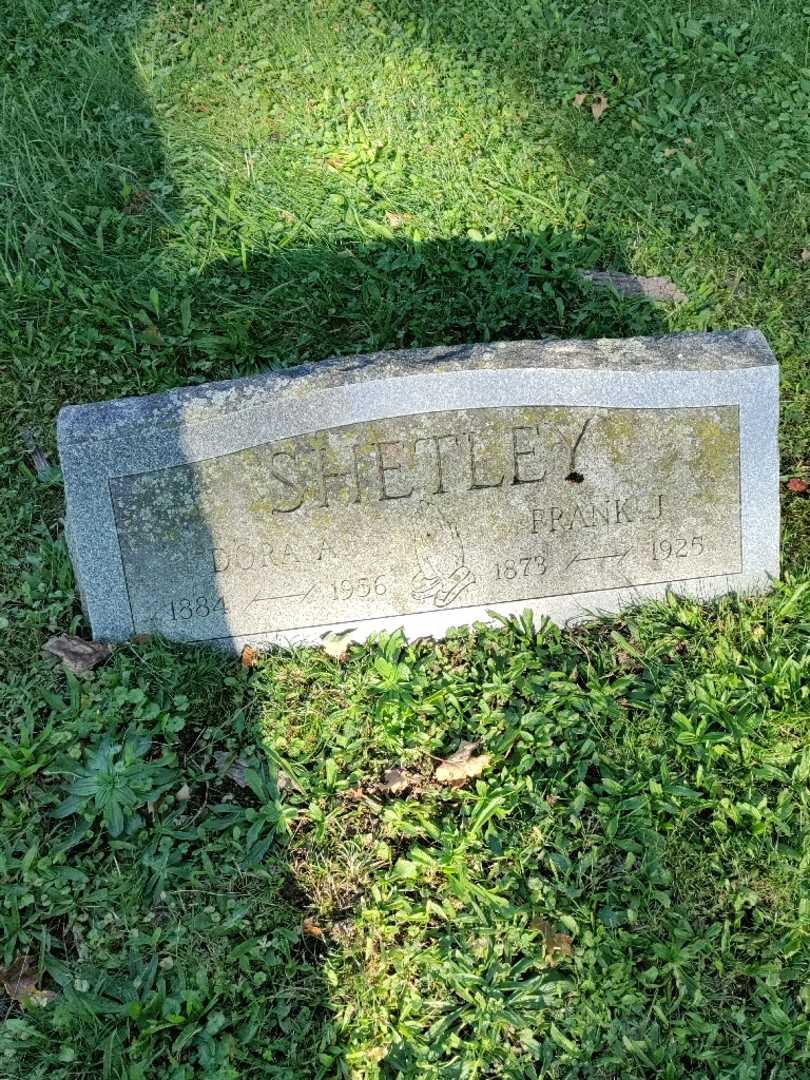 SHETLEY
DORA A.
1884 — 1956
FRANK J.
1873 — 1925